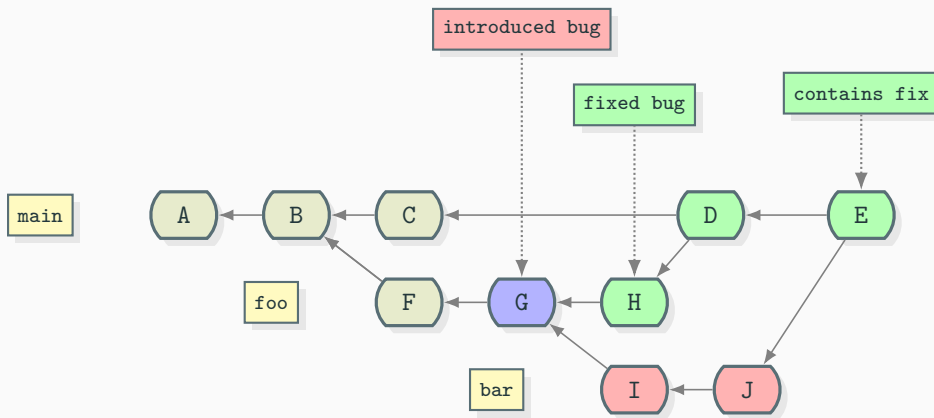 introduced bug
fixed bug
contains fix
main
A
B
C
D
E
foo
F
G
H
bar
I
J